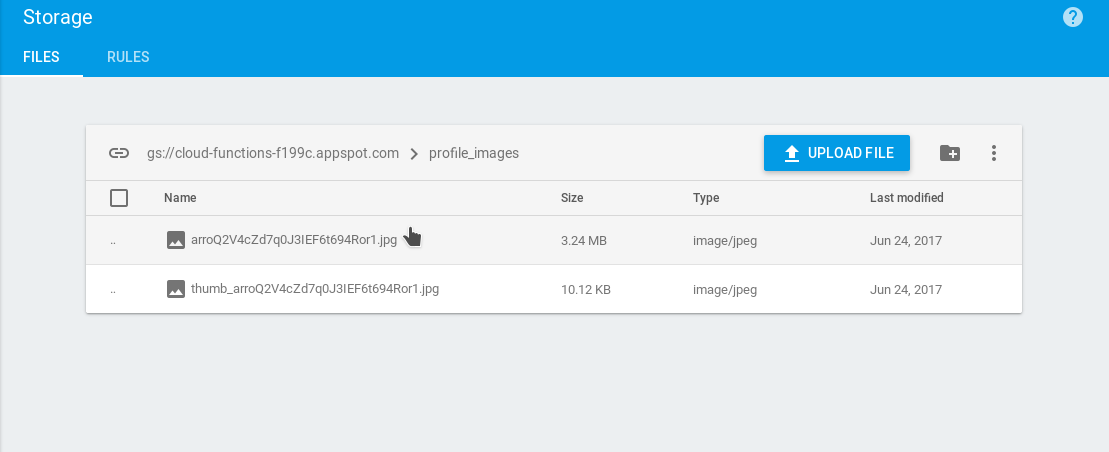 Storage
FILES RULES
gs://cloud-functions-f199c.appspot.com profile_images UPLOAD FILE
Name Size Type Last modified
.. arroQ2V4cZd7q0J3IEF6t694Ror1.jpg 3.24 MB image/jpeg Jun 24, 2017
.. thumb_arroQ2V4cZd7q0J3IEF6t694Ror1.jpg 10.12 KB image/jpeg Jun 24, 2017